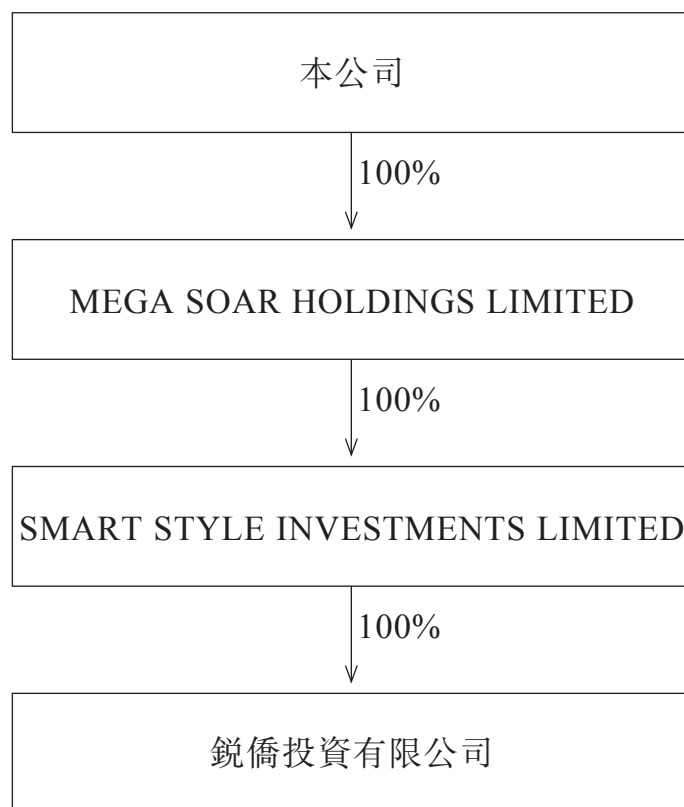 本公司
100%
MEGA SOAR HOLDINGS LIMITED
100%
SMART STYLE INVESTMENTS LIMITED
100%
鋭僑投資有限公司